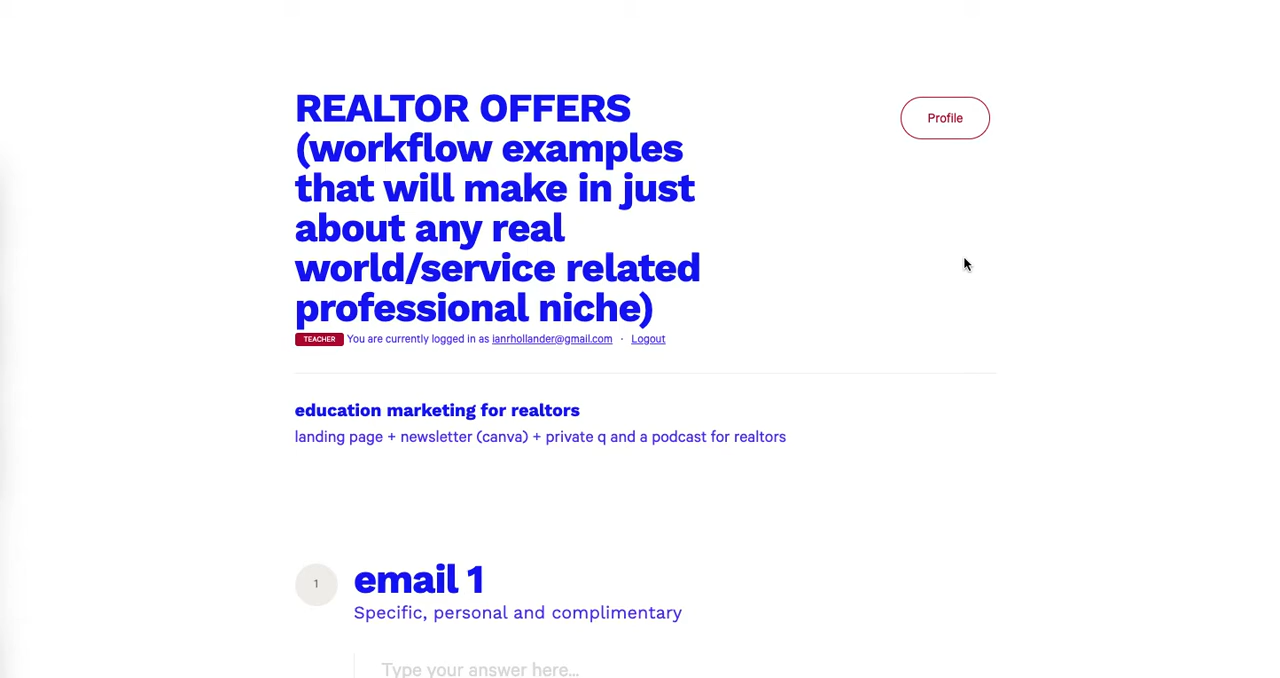 REALTOR OFFERS
(workflow examples
that will make in just
about any real
world/service related
professional niche)
Profile
TEACHER You are currently logged in as ianrhollander@gmail.com · Logout
education marketing for realtors
landing page + newsletter (canva) + private q and a podcast for realtors
1
email 1
Specific, personal and complimentary
Type your answer here...